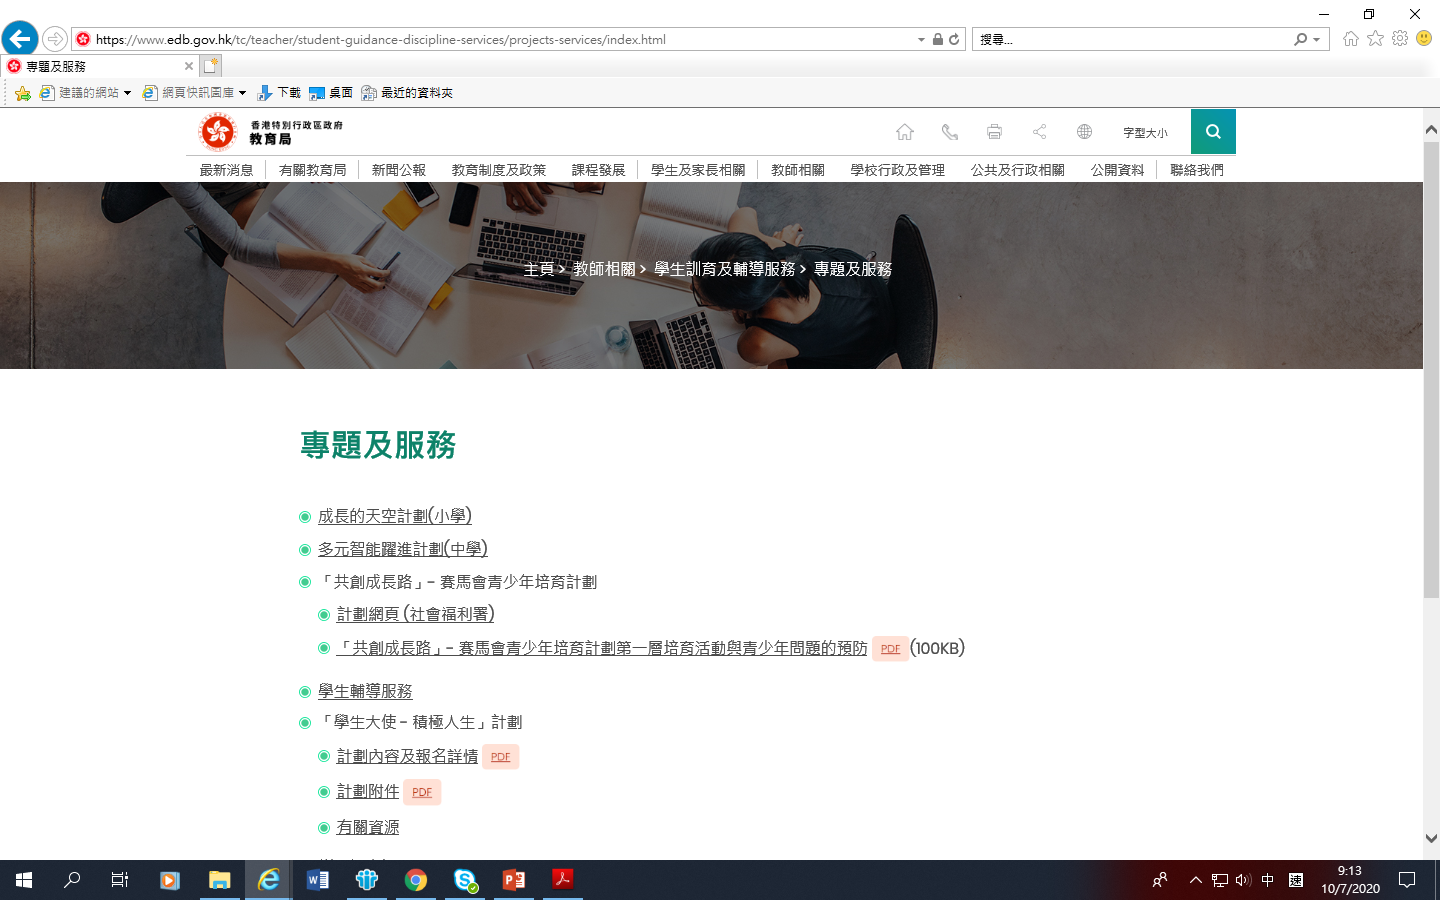 https://www.edb.gov.hk/tc/teacher/student-guidance-discipline-services/projects-services/index.html
搜尋...
專題及服務
建議的網站
網頁快訊圖庫
下載
桌面
最近的資料夾
香港特別行政區政府
教育局
字型大小
最新消息
有關教育局
新聞公報
教育制度及政策
課程發展
學生及家長相關
教師相關
學校行政及管理
公共及行政相關
公開資料
聯絡我們
主頁 > 教師相關 > 學生訓育及輔導服務 > 專題及服務
專題及服務
成長的天空計劃(小學)
多元智能躍進計劃(中學)
「共創成長路」- 賽馬會青少年培育計劃
計劃網頁 (社會福利署)
「共創成長路」- 賽馬會青少年培育計劃第一層培育活動與青少年問題的預防 PDF (100KB)
學生輔導服務
「學生大使 - 積極人生」計劃
計劃內容及報名詳情 PDF
計劃附件 PDF
有關資源
中
速
9:13
10/7/2020